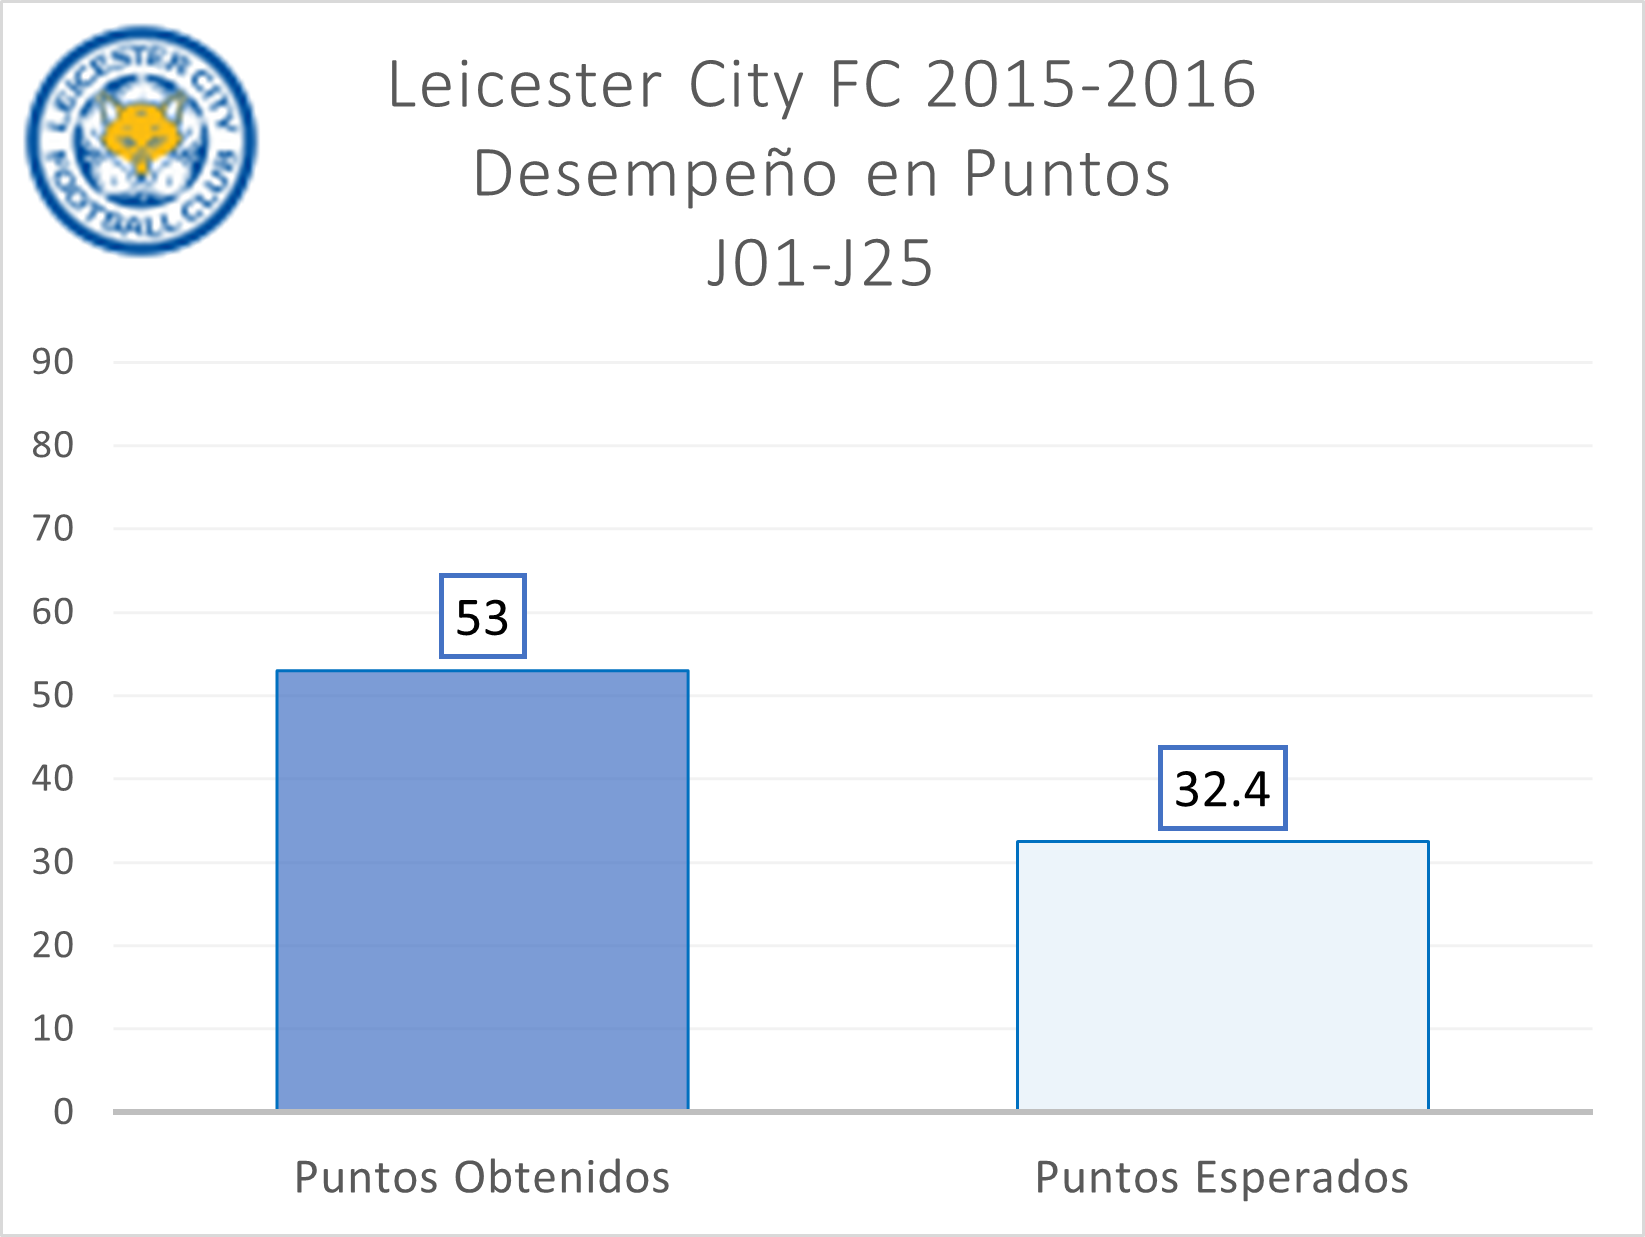 LEICESTER CITY
FOOTBALL CLUB
Leicester City FC 2015-2016
Desempeño en Puntos
J01-J25
90
80
70
60
50
40
30
20
10
0
53
32.4
Puntos Obtenidos
Puntos Esperados